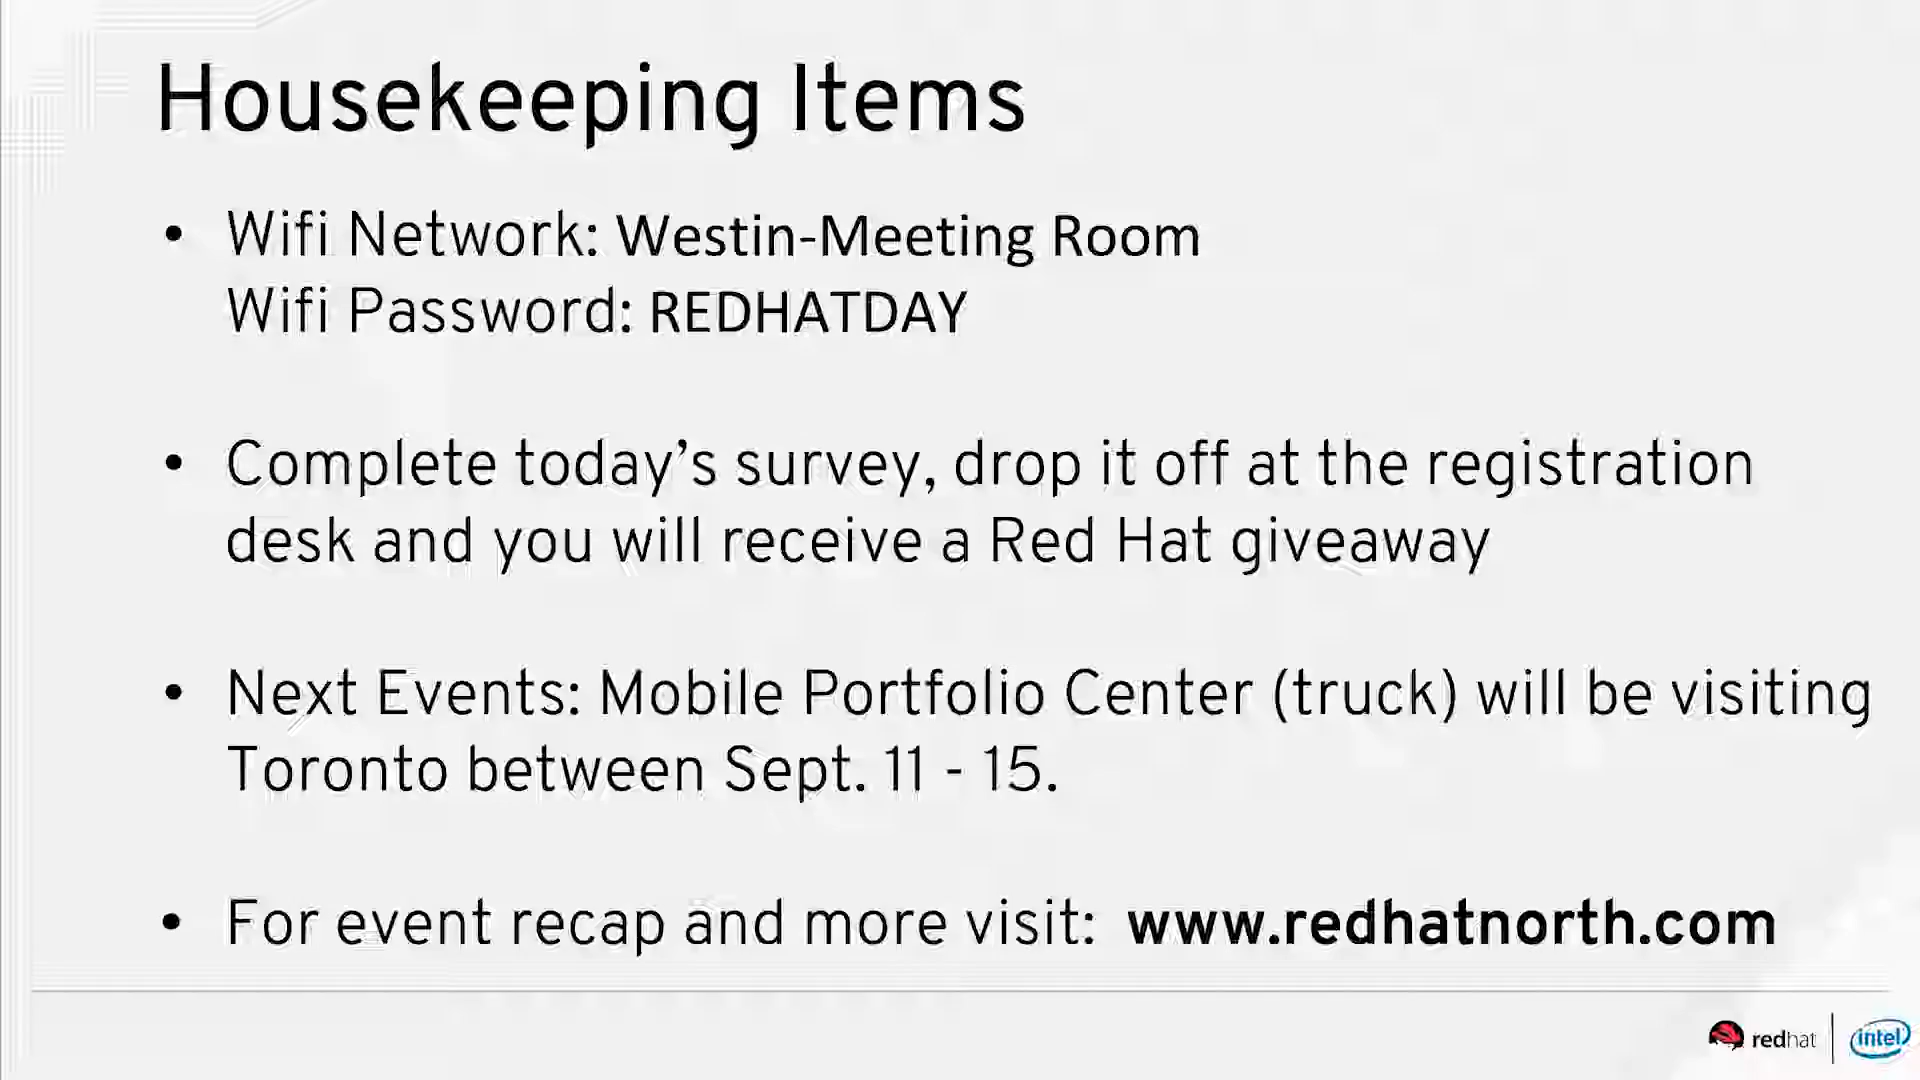 Housekeeping Items
• Wifi Network: Westin-Meeting Room
Wifi Password: REDHATDAY
• Complete today’s survey, drop it off at the registration
desk and you will receive a Red Hat giveaway
• Next Events: Mobile Portfolio Center (truck) will be visiting
Toronto between Sept. 11 - 15.
• For event recap and more visit: www.redhatnorth.com
redhat | intel